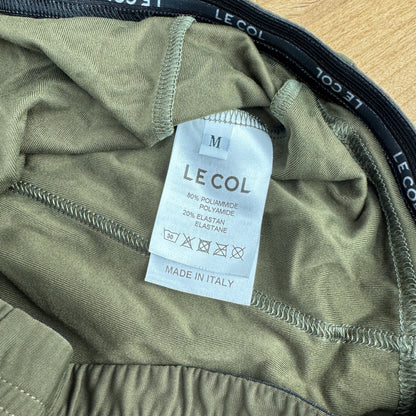 LE COL
LE COL
LE COL
M
LE COL
80% POLIAMMIDE
POLYAMIDE
20% ELASTAN
ELASTANE
30
MADE IN ITALY